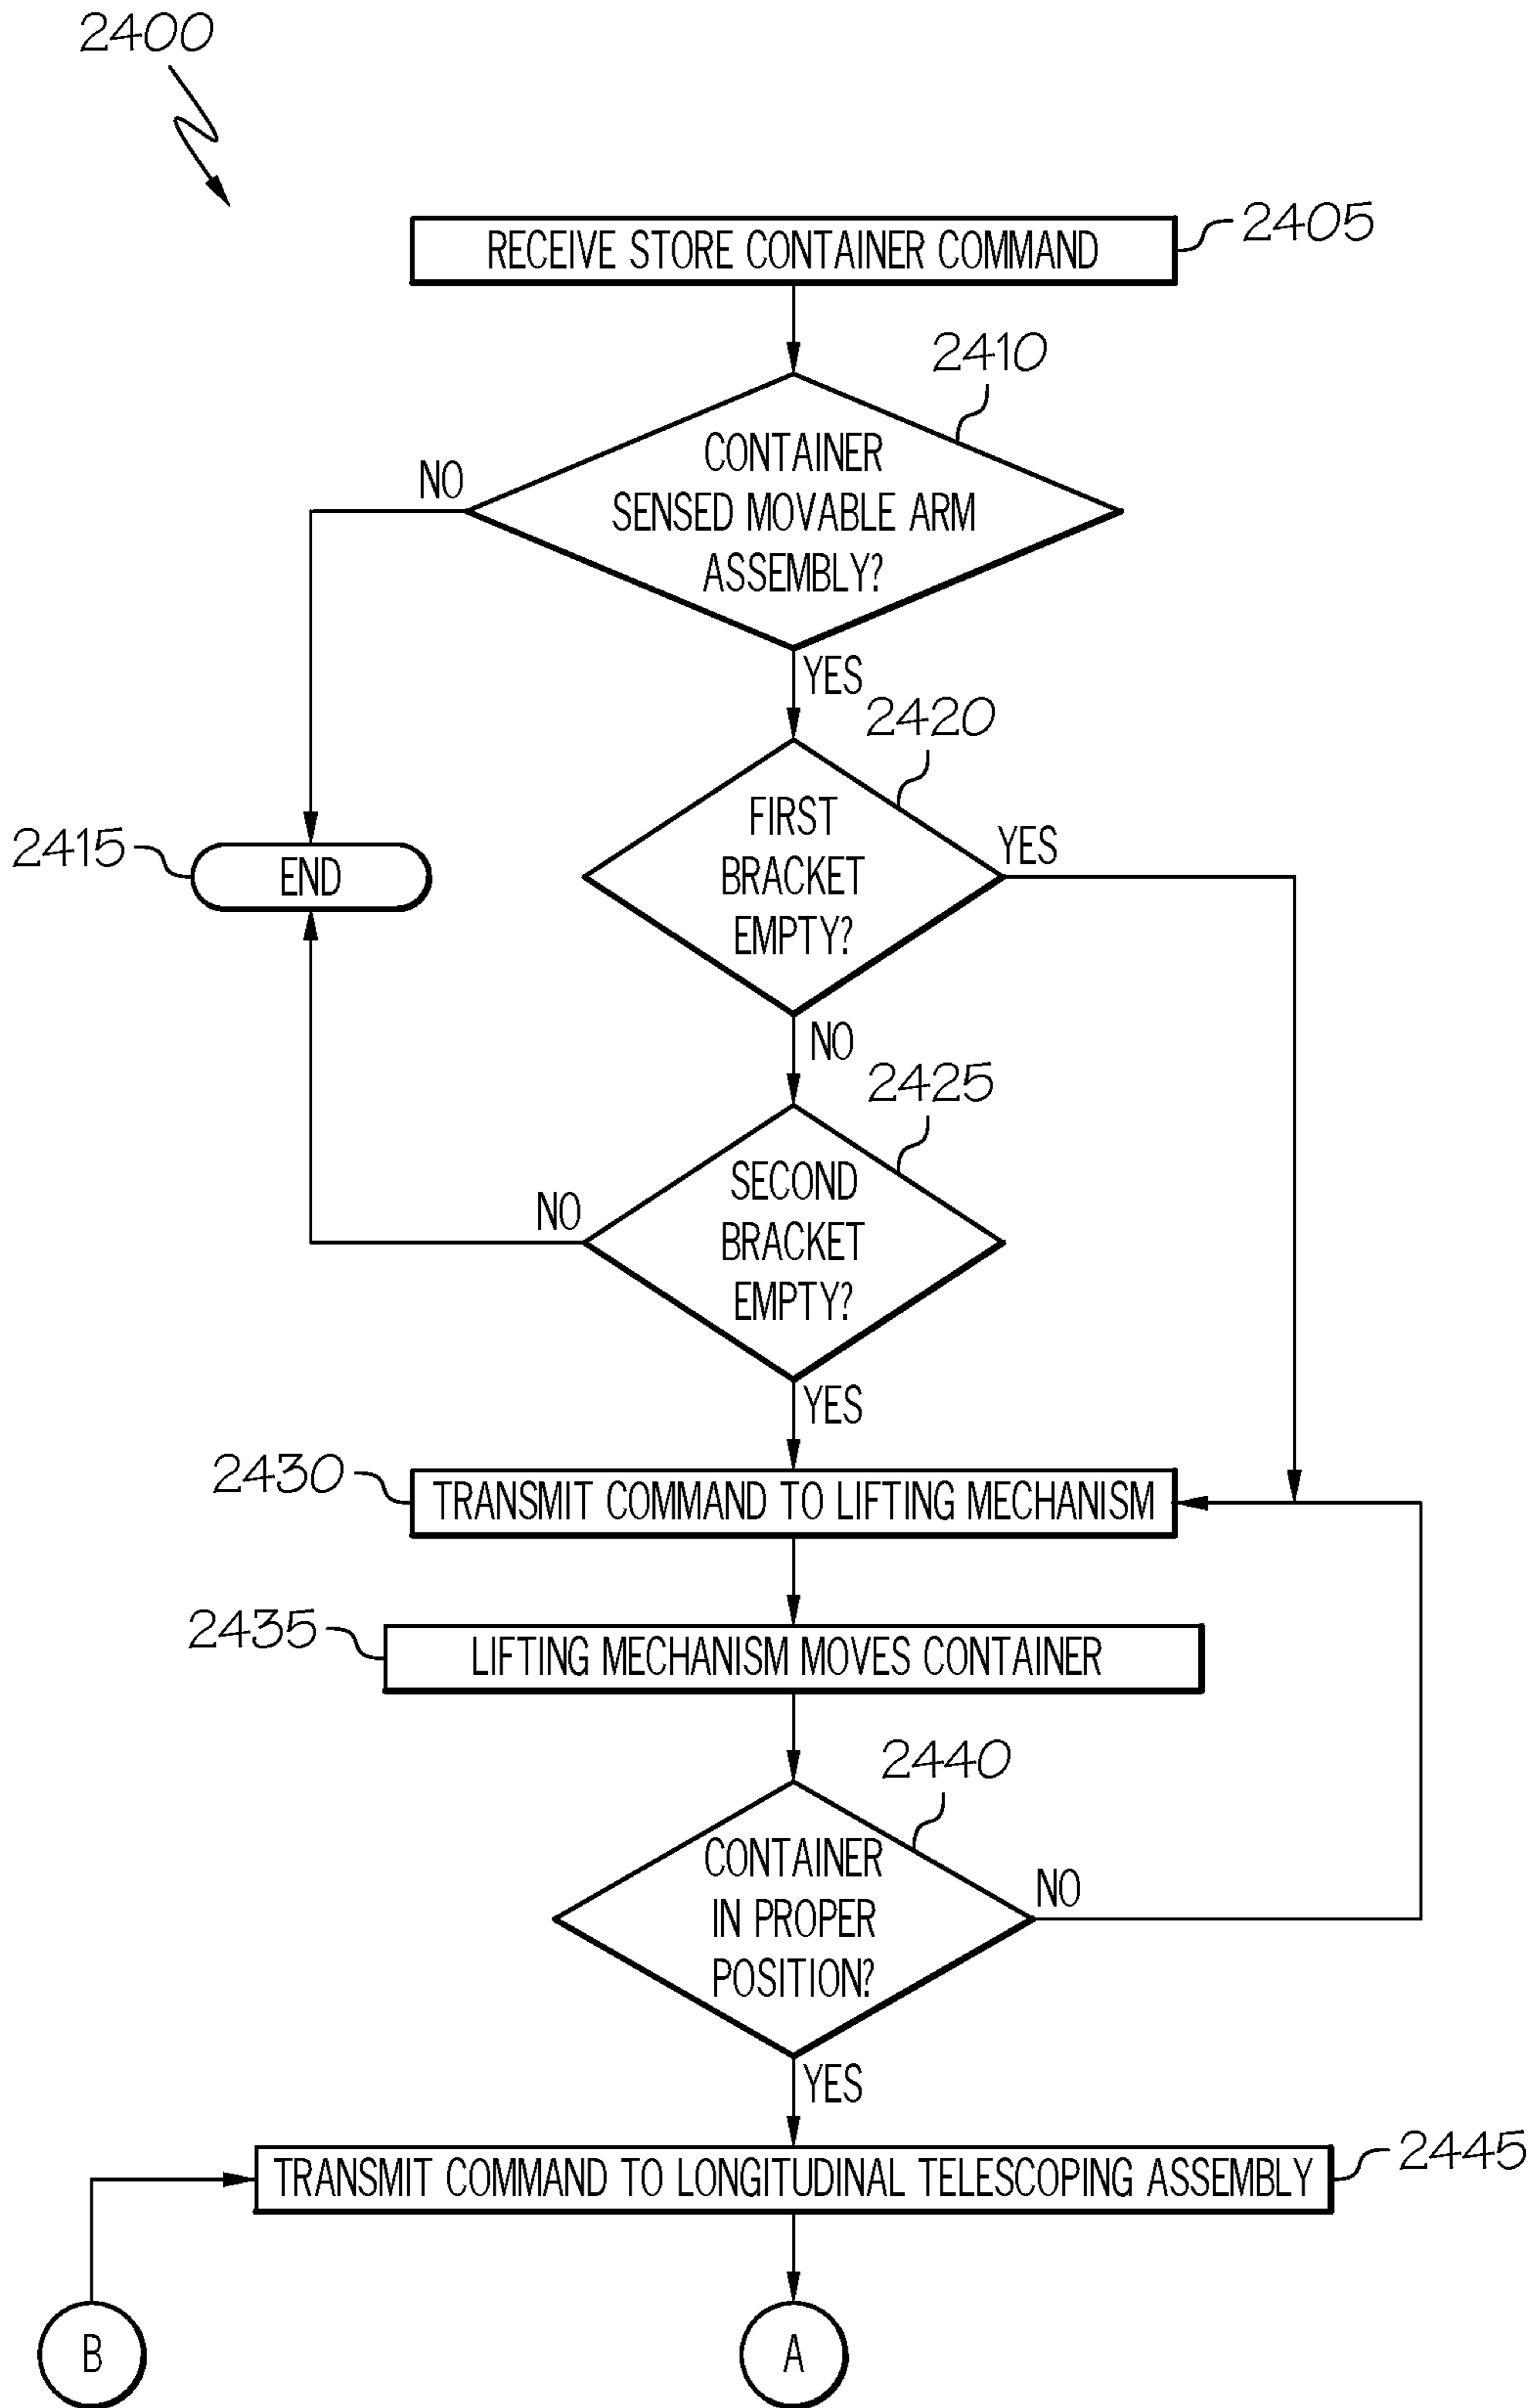 2400
RECEIVE STORE CONTAINER COMMAND
2405
2410
CONTAINER
SENSED MOVABLE ARM
ASSEMBLY?
NO
YES
2420
FIRST
BRACKET
EMPTY?
YES
2415
END
NO
2425
SECOND
BRACKET
EMPTY?
NO
YES
2430
TRANSMIT COMMAND TO LIFTING MECHANISM
2435
LIFTING MECHANISM MOVES CONTAINER
2440
CONTAINER
IN PROPER
POSITION?
NO
YES
TRANSMIT COMMAND TO LONGITUDINAL TELESCOPING ASSEMBLY
2445
B
A